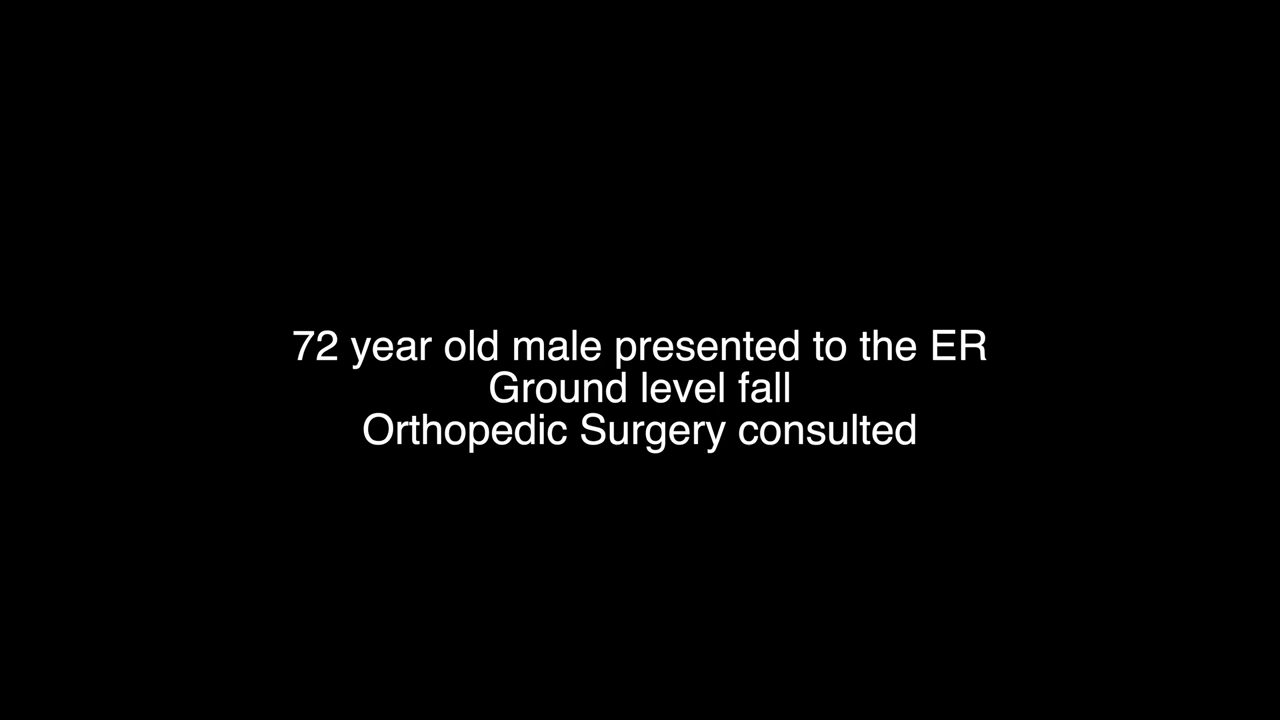 72 year old male presented to the ER
Ground level fall
Orthopedic Surgery consulted